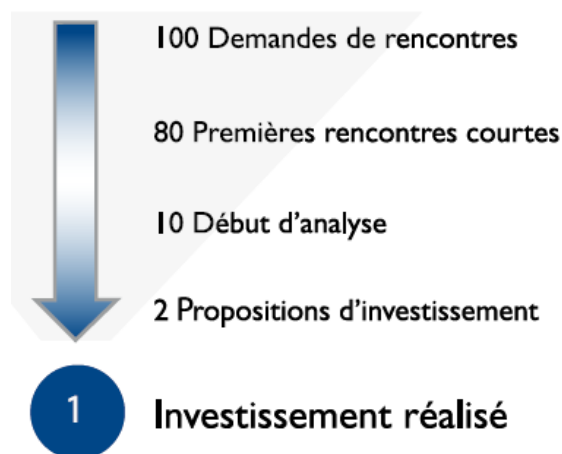 100 Demandes de rencontres
80 Premières rencontres courtes
10 Début d'analyse
2 Propositions d'investissement
1 Investissement réalisé